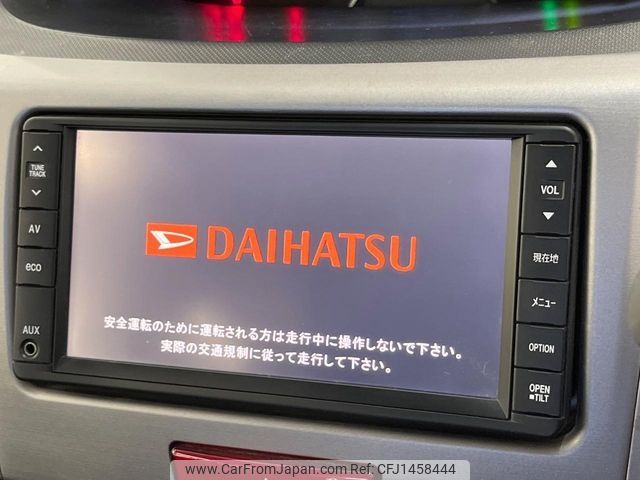 TUNE
TRACK
AV
eco
AUX
DAIHATSU
安全運転のために運転される方は走行中に操作しないで下さい。
実際の交通規制に従って走行して下さい。
VOL
現在地
メニュー
OPTION
OPEN
■TILT
www.CarFromJapan.com - CFJ1458444